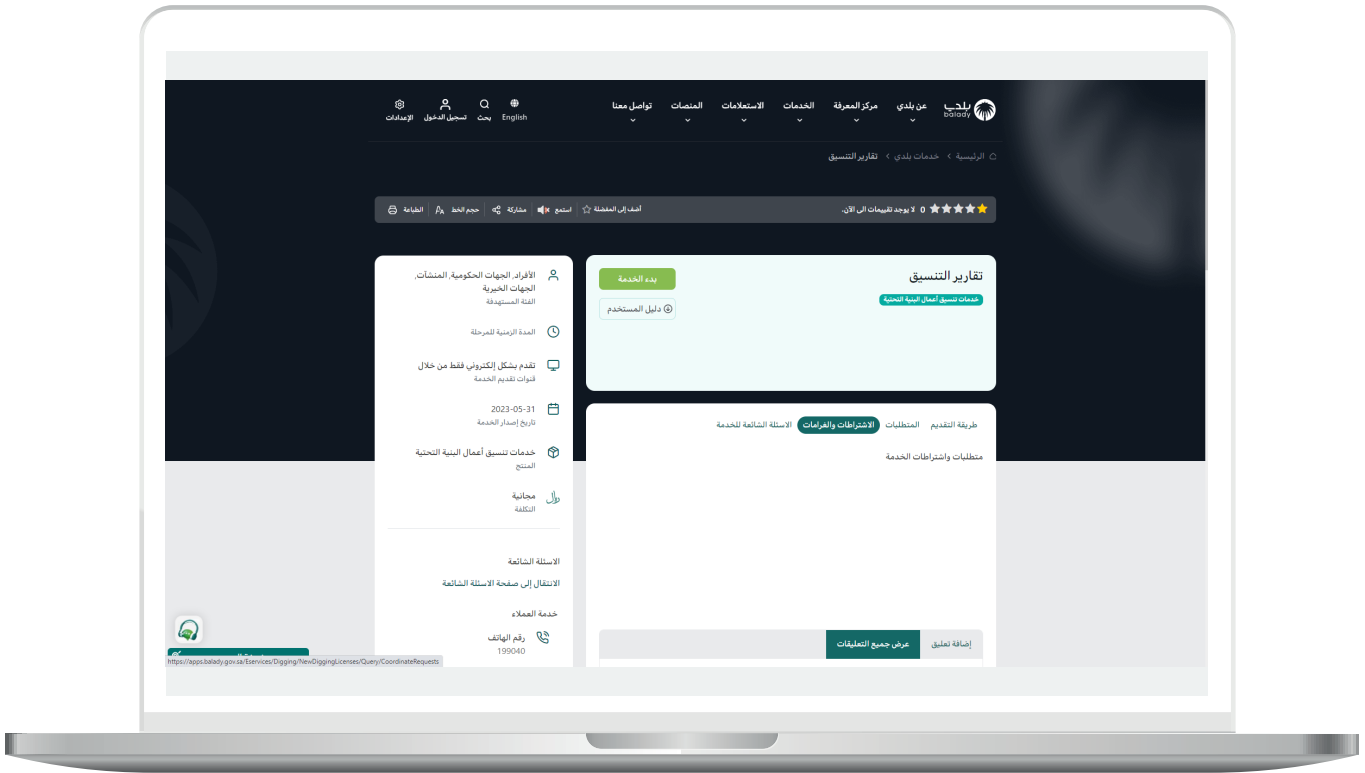 بلدي
balady
عن بلدي
مركز المعرفة
الخدمات
الاستعلامات
المنصات
تواصل معنا
English
بحث
تسجيل الدخول
الإعدادات
الرئيسية > خدمات بلدي > تقارير التنسيق
0 لا يوجد تقييمات الى الآن.
أضف إلى المفضلة
استمع
مشاركة
حجم الخط
الطباعة
تقارير التنسيق
خدمات تنسيق أعمال البنية التحتية
بدء الخدمة
دليل المستخدم
طريقة التقديم
المتطلبات
الاشتراطات والغرامات
الاسئلة الشائعة للخدمة
متطلبات واشتراطات الخدمة
إضافة تعليق
عرض جميع التعليقات
الأفراد, الجهات الحكومية, المنشآت,
الجهات الخيرية
الفئة المستهدفة
المدة الزمنية للمرحلة
تقدم بشكل إلكتروني فقط من خلال
قنوات تقديم الخدمة
2023-05-31
تاريخ إصدار الخدمة
خدمات تنسيق أعمال البنية التحتية
المنتج
ريال
مجانية
التكلفة
الاسئلة الشائعة
الانتقال إلى صفحة الاسئلة الشائعة
خدمة العملاء
رقم الهاتف
199040
https://apps.balady.gov.sa/Eservices/Digging/NewDiggingLicenses/Query/CoordinateRequests